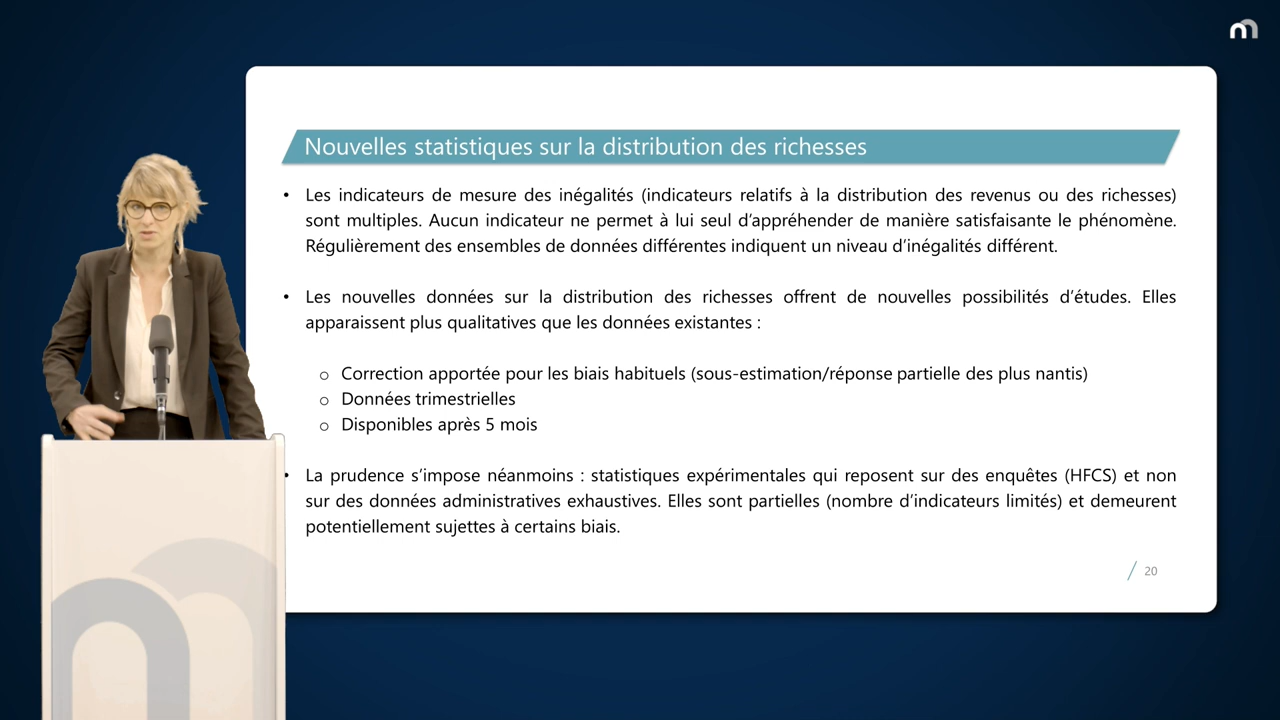 Nouvelles statistiques sur la distribution des richesses
• Les indicateurs de mesure des inégalités (indicateurs relatifs à la distribution des revenus ou des richesses)
sont multiples. Aucun indicateur ne permet à lui seul d’appréhender de manière satisfaisante le phénomène.
Régulièrement des ensembles de données différentes indiquent un niveau d’inégalités différent.
• Les nouvelles données sur la distribution des richesses offrent de nouvelles possibilités d’études. Elles
apparaissent plus qualitatives que les données existantes :
o Correction apportée pour les biais habituels (sous-estimation/réponse partielle des plus nantis)
o Données trimestrielles
o Disponibles après 5 mois
• La prudence s’impose néanmoins : statistiques expérimentales qui reposent sur des enquêtes (HFCS) et non
sur des données administratives exhaustives. Elles sont partielles (nombre d’indicateurs limités) et demeurent
potentiellement sujettes à certains biais.
20